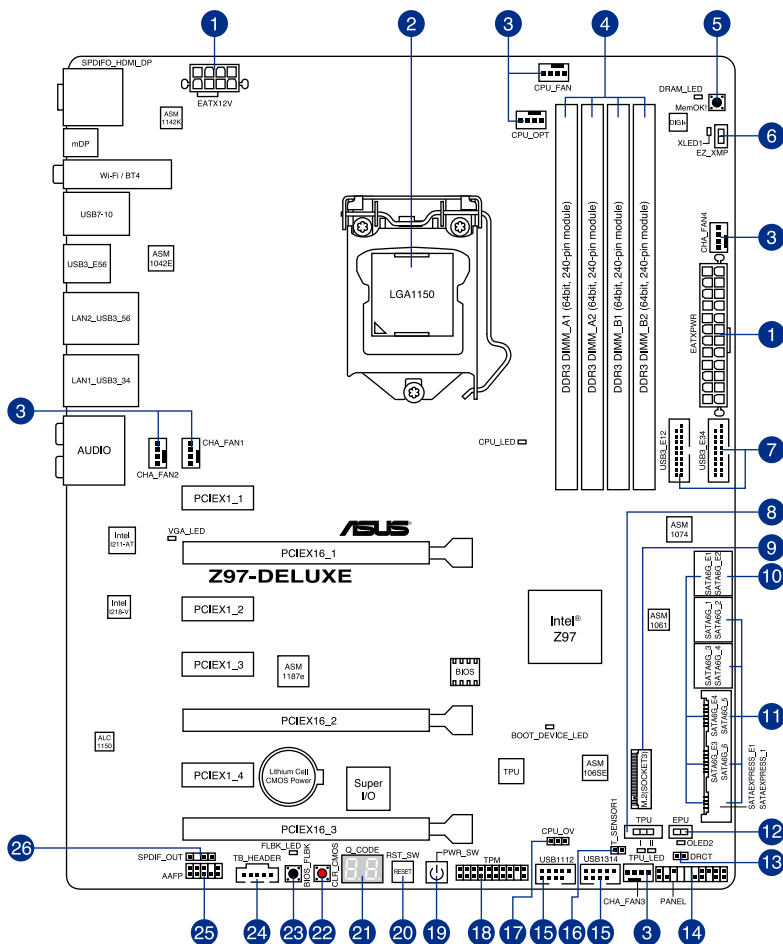 1
2
3
4
5
SPDIFO_HDMI_DP
EATX12V
CPU_FAN
DRAM_LED
MemOK!
ASM
1142K
CPU_OPT
DIGI+
XLED1
EZ_XMP
6
mDP
Wi-Fi / BT4
USB7-10
USB3_E56
ASM
1042E
LAN2_USB3_56
LAN1_USB3_34
AUDIO
LGA1150
DDR3 DIMM_A1 (64bit, 240-pin module)
DDR3 DIMM_A2 (64bit, 240-pin module)
DDR3 DIMM_B1 (64bit, 240-pin module)
DDR3 DIMM_B2 (64bit, 240-pin module)
CHA_FAN4
3
EATXPWR
1
3
CHA_FAN1
CHA_FAN2
CPU_LED
USB3_E12
USB3_E34
7
PCIEX1_1
8
Intel
I211-AT
VGA_LED
ASUS
PCIEX16_1
Z97-DELUXE
ASM
1074
9
SATA6G_E1
SATA6G_E2
10
Intel
I218-V
PCIEX1_2
Intel®
Z97
ASM
1061
SATA6G_1
SATA6G_2
PCIEX1_3
ASM
1187e
BIOS
SATA6G_3
SATA6G_4
PCIEX16_2
BOOT_DEVICE_LED
SATA6G_E4
SATA6G_5
11
ALC
1150
PCIEX1_4
Lithium Cell
CMOS Power
Super
I/O
TPU
ASM
106SE
M.2(SOCKET3)
SATA6G_E3
SATA6G_6
SATAEXPRESS_E1
SATAEXPRESS_1
PCIEX16_3
CPU_OV
T_SENSOR1
TPU
EPU
12
26
FLBK_LED
I II
OLED2
SPDIF_OUT
TB_HEADER
BIOS_FLBK
CLR_CMOS
Q_CODE
88
RST_SW
RESET
PWR_SW
TPM
USB1112
USB1314
TPU_LED
DRCT
13
AAFP
CHA_FAN3
PANEL
25
24
23
22
21
20
19
18
17
15
16
15
3
14